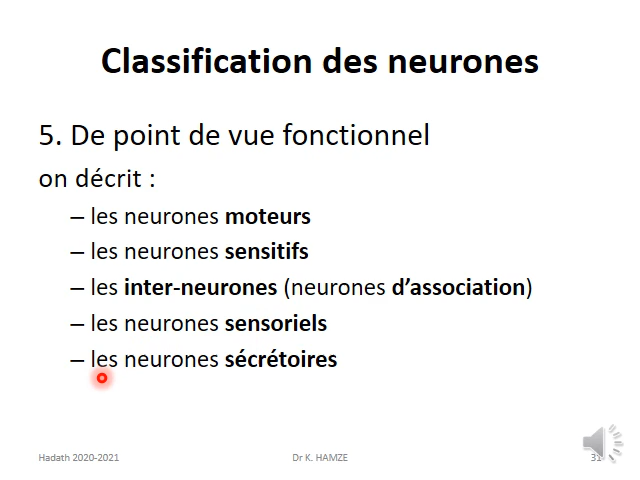 Classification des neurones
5. De point de vue fonctionnel
on décrit :
– les neurones moteurs
– les neurones sensitifs
– les inter-neurones (neurones d’association)
– les neurones sensoriels
– les neurones sécrétoires
Hadath 2020-2021 Dr K. HAMZE 31